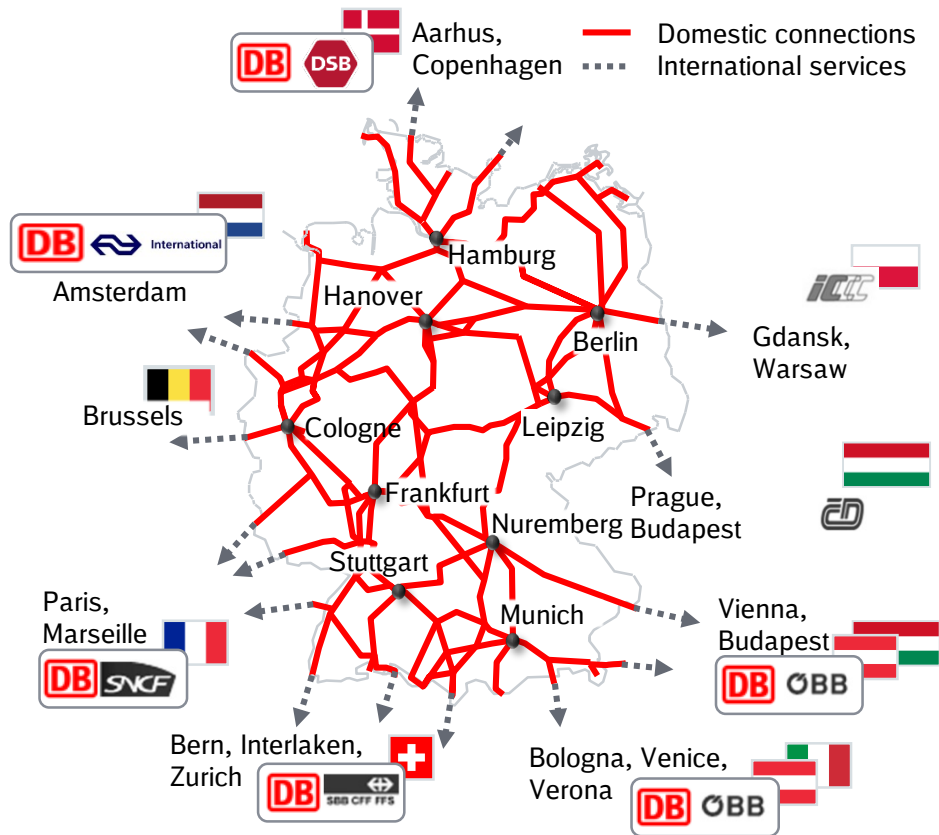 DB DSB
Aarhus,
Copenhagen
Domestic connections
International services
DB International
Amsterdam
Hamburg
Hanover
Berlin
IC
Gdansk,
Warsaw
Brussels
Cologne
Leipzig
Frankfurt
Nuremberg
Prague,
Budapest
ČD
Stuttgart
Munich
Paris,
Marseille
DB SNCF
Vienna,
Budapest
DB ÖBB
Bern, Interlaken,
Zurich
DB SBB CFF FFS
Bologna, Venice,
Verona
DB ÖBB